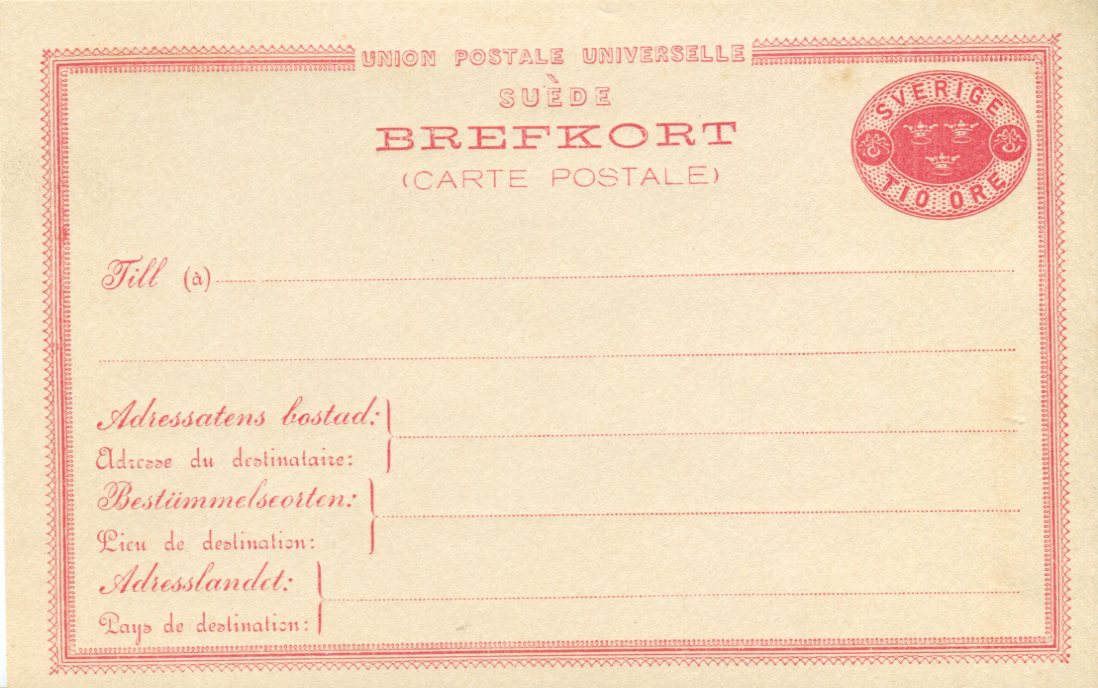 UNION POSTALE UNIVERSELLE
SUÈDE
BREFKORT
(CARTE POSTALE)
SVERIGE
TIO ÖRE
Till (à)
Adressatens bostad:
Adresse du destinataire:
Bestämmelseorten:
Lieu de destination:
Adresslandet:
Pays de destination: